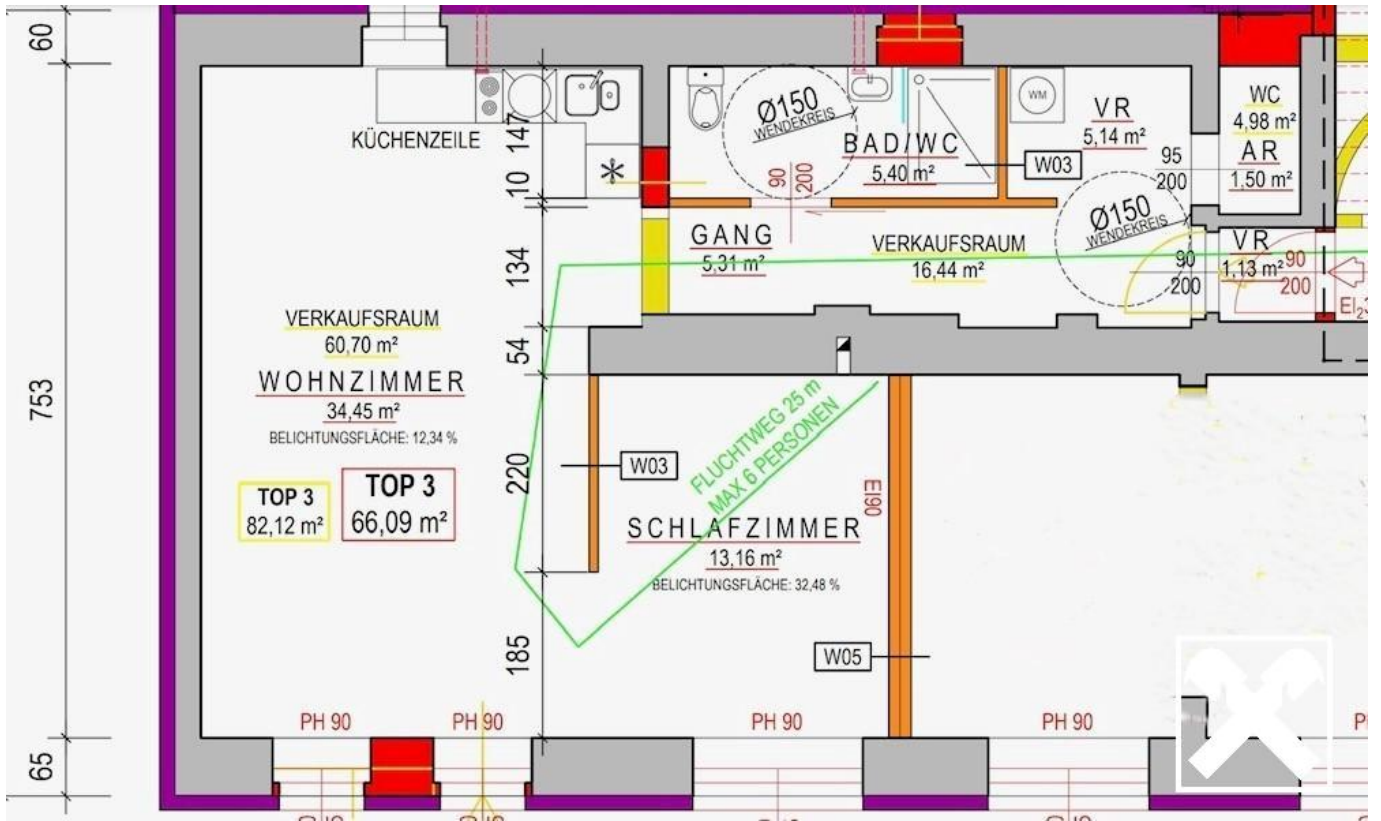 60
753
65
KÜCHENZEILE
147
10
134
54
220
185
Ø150
WENDEKREIS
BAD/WC
5,40 m²
90
200
W03
WM
VR
5,14 m²
95
200
WC
4,98 m²
AR
1,50 m²
GANG
5,31 m²
VERKAUFSRAUM
16,44 m²
Ø150
WENDEKREIS
90
200
VR
1,13 m²
90
200
VERKAUFSRAUM
60,70 m²
WOHNZIMMER
34,45 m²
BELICHTUNGSFLÄCHE: 12,34 %
TOP 3
82,12 m²
TOP 3
66,09 m²
W03
FLUCHTWEG 25 m
MAX 6 PERSONEN
EI90
SCHLAFZIMMER
13,16 m²
BELICHTUNGSFLÄCHE: 32,48 %
W05
PH 90
PH 90
PH 90
PH 90